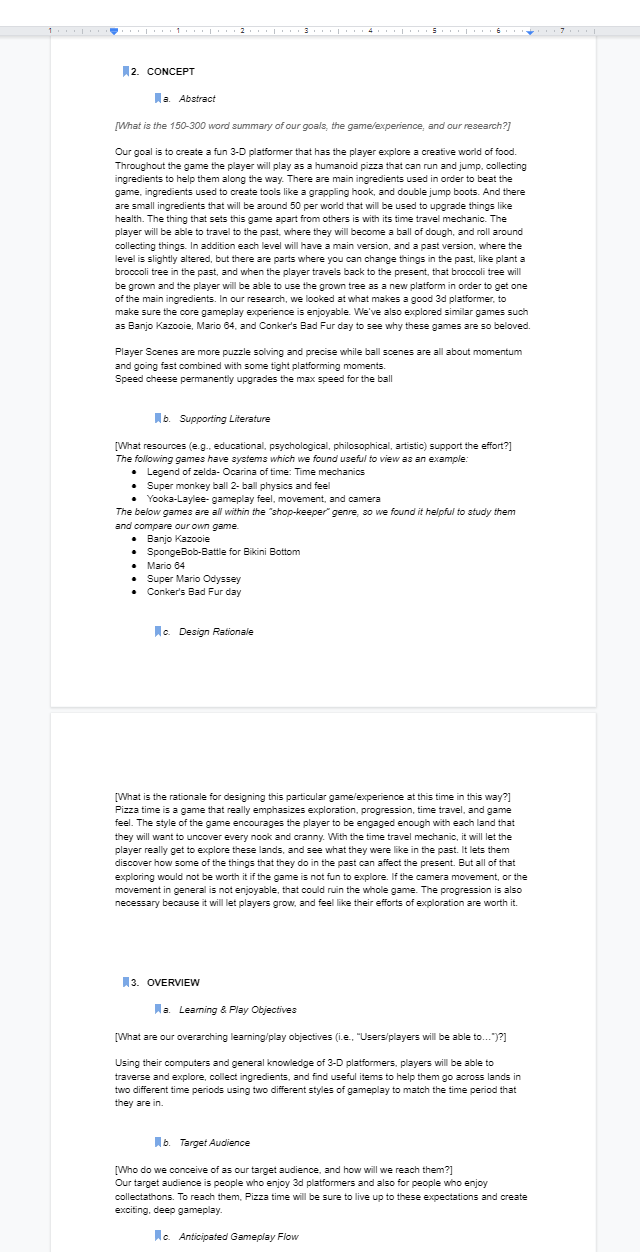 1 1 2 3 4 5 6 7
2. CONCEPT
a. Abstract
[What is the 150-300 word summary of our goals, the game/experience, and our research?]
Our goal is to create a fun 3-D platformer that has the player explore a creative world of food.
Throughout the game the player will play as a humanoid pizza that can run and jump, collecting
ingredients to help them along the way. There are main ingredients used in order to beat the
game, ingredients used to create tools like a grappling hook, and double jump boots. And there
are small ingredients that will be around 50 per world that will be used to upgrade things like
health. The thing that sets this game apart from others is with its time travel mechanic. The
player will be able to travel to the past, where they will become a ball of dough, and roll around
collecting things. In addition each level will have a main version, and a past version, where the
level is slightly altered, but there are parts where you can change things in the past, like plant a
broccoli tree in the past, and when the player travels back to the present, that broccoli tree will
be grown and the player will be able to use the grown tree as a new platform in order to get one
of the main ingredients. In our research, we looked at what makes a good 3d platformer, to
make sure the core gameplay experience is enjoyable. We've also explored similar games such
as Banjo Kazooie, Mario 64, and Conker's Bad Fur day to see why these games are so beloved.
Player Scenes are more puzzle solving and precise while ball scenes are all about momentum
and going fast combined with some tight platforming moments.
Speed cheese permanently upgrades the max speed for the ball
b. Supporting Literature
[What resources (e.g., educational, psychological, philosophical, artistic) support the effort?]
The following games have systems which we found useful to view as an example:
● Legend of zelda- Ocarina of time: Time mechanics
● Super monkey ball 2- ball physics and feel
● Yooka-Laylee- gameplay feel, movement, and camera
The below games are all within the "shop-keeper" genre, so we found it helpful to study them
and compare our own game.
● Banjo Kazooie
● SpongeBob-Battle for Bikini Bottom
● Mario 64
● Super Mario Odyssey
● Conker's Bad Fur day
c. Design Rationale
[What is the rationale for designing this particular game/experience at this time in this way?]
Pizza time is a game that really emphasizes exploration, progression, time travel, and game
feel. The style of the game encourages the player to be engaged enough with each land that
they will want to uncover every nook and cranny. With the time travel mechanic, it will let the
player really get to explore these lands, and see what they were like in the past. It lets them
discover how some of the things that they do in the past can affect the present. But all of that
exploring would not be worth it if the game is not fun to explore. If the camera movement, or the
movement in general is not enjoyable, that could ruin the whole game. The progression is also
necessary because it will let players grow, and feel like their efforts of exploration are worth it.
3. OVERVIEW
a. Learning & Play Objectives
[What are our overarching learning/play objectives (i.e., “Users/players will be able to…”)?]
Using their computers and general knowledge of 3-D platformers, players will be able to
traverse and explore, collect ingredients, and find useful items to help them go across lands in
two different time periods using two different styles of gameplay to match the time period that
they are in.
b. Target Audience
[Who do we conceive of as our target audience, and how will we reach them?]
Our target audience is people who enjoy 3d platformers and also for people who enjoy
collectathons. To reach them, Pizza time will be sure to live up to these expectations and create
exciting, deep gameplay.
c. Anticipated Gameplay Flow